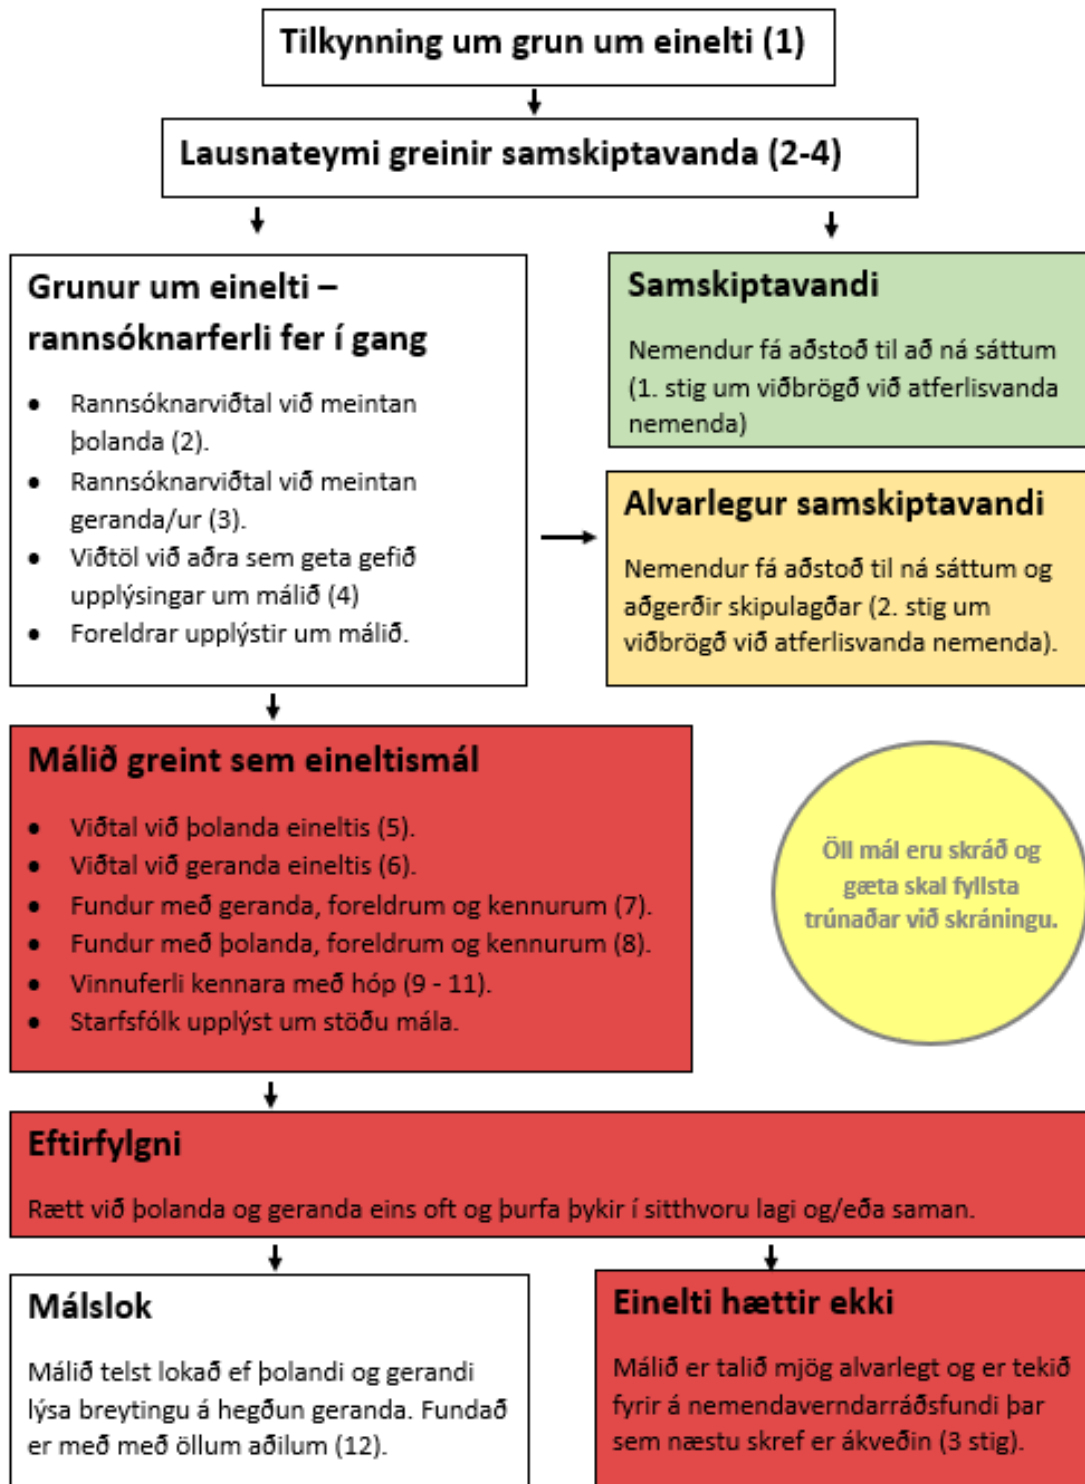 Tilkynning um grun um einelti (1)
Lausnateymi greinir samskiptavanda (2-4)
Grunur um einelti –
rannsóknarferli fer í gang
• Rannsóknarviðtal við meintan
þolanda (2).
• Rannsóknarviðtal við meintan
geranda/ur (3).
• Viðtöl við aðra sem geta gefið
upplýsingar um málið (4)
• Foreldrar upplýstir um málið.
Samskiptavandi
Nemendur fá aðstoð til að ná sáttum
(1. stig um viðbrögð við atferlisvanda
nemenda)
Alvarlegur samskiptavandi
Nemendur fá aðstoð til ná sáttum og
aðgerðir skipulagðar (2. stig um
viðbrögð við atferlisvanda nemenda).
Málið greint sem eineltismál
• Viðtal við þolanda eineltis (5).
• Viðtal við geranda eineltis (6).
• Fundur með geranda, foreldrum og kennurum (7).
• Fundur með þolanda, foreldrum og kennurum (8).
• Vinnuferli kennara með hóp (9 - 11).
• Starfsfólk upplýst um stöðu mála.
Öll mál eru skráð og
gæta skal fyllsta
trúnaðar við skráningu.
Eftirfylgni
Rætt við þolanda og geranda eins oft og þurfa þykir í sitthvoru lagi og/eða saman.
Málslok
Málið telst lokað ef þolandi og gerandi
lýsa breytingu á hegðun geranda. Fundað
er með með öllum aðilum (12).
Einelti hættir ekki
Málið er talið mjög alvarlegt og er tekið
fyrir á nemendaverndarráðsfundi þar
sem næstu skref er ákveðin (3 stig).